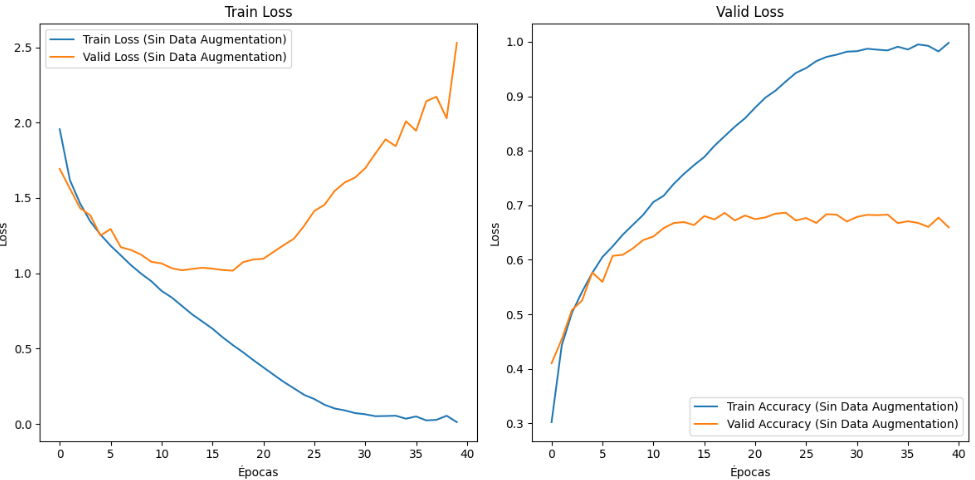 Train Loss
Train Loss (Sin Data Augmentation)
Valid Loss (Sin Data Augmentation)
2.5
2.0
1.5
1.0
0.5
0.0
Loss
0 5 10 15 20 25 30 35 40
Épocas
Valid Loss
1.0
0.9
0.8
0.7
0.6
0.5
0.4
0.3
Loss
Train Accuracy (Sin Data Augmentation)
Valid Accuracy (Sin Data Augmentation)
0 5 10 15 20 25 30 35 40
Épocas